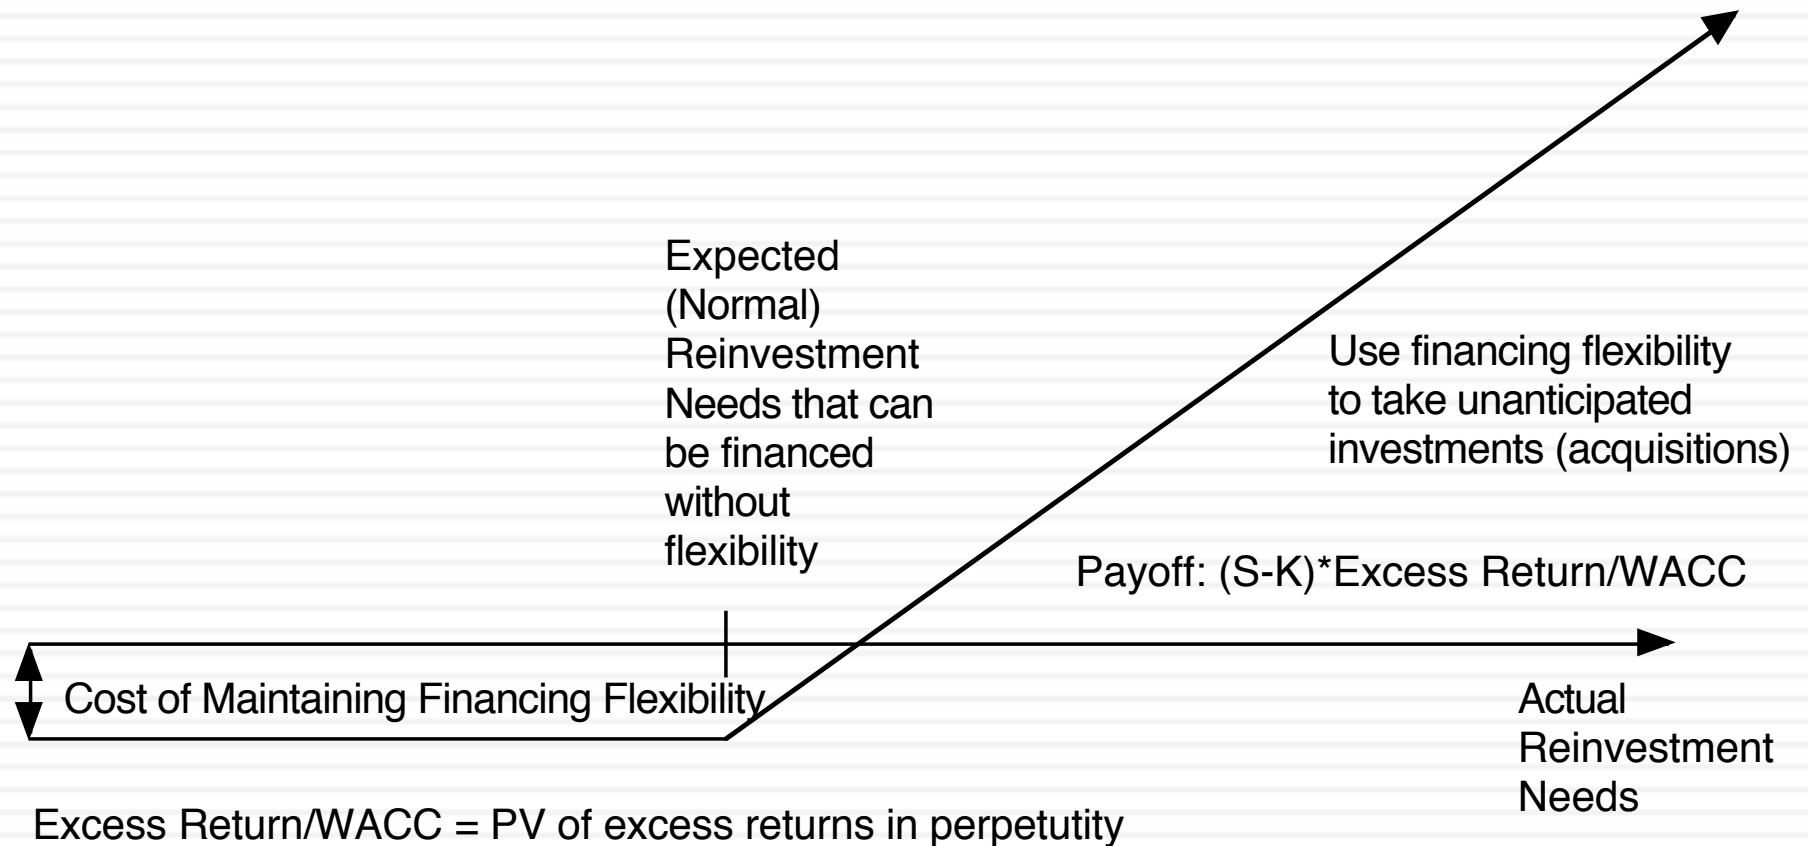 Expected
(Normal)
Reinvestment
Needs that can
be financed
without
flexibility
Use financing flexibility
to take unanticipated
investments (acquisitions)
Payoff: (S-K)*Excess Return/WACC
Cost of Maintaining Financing Flexibility
Actual
Reinvestment
Needs
Excess Return/WACC = PV of excess returns in perpetutity